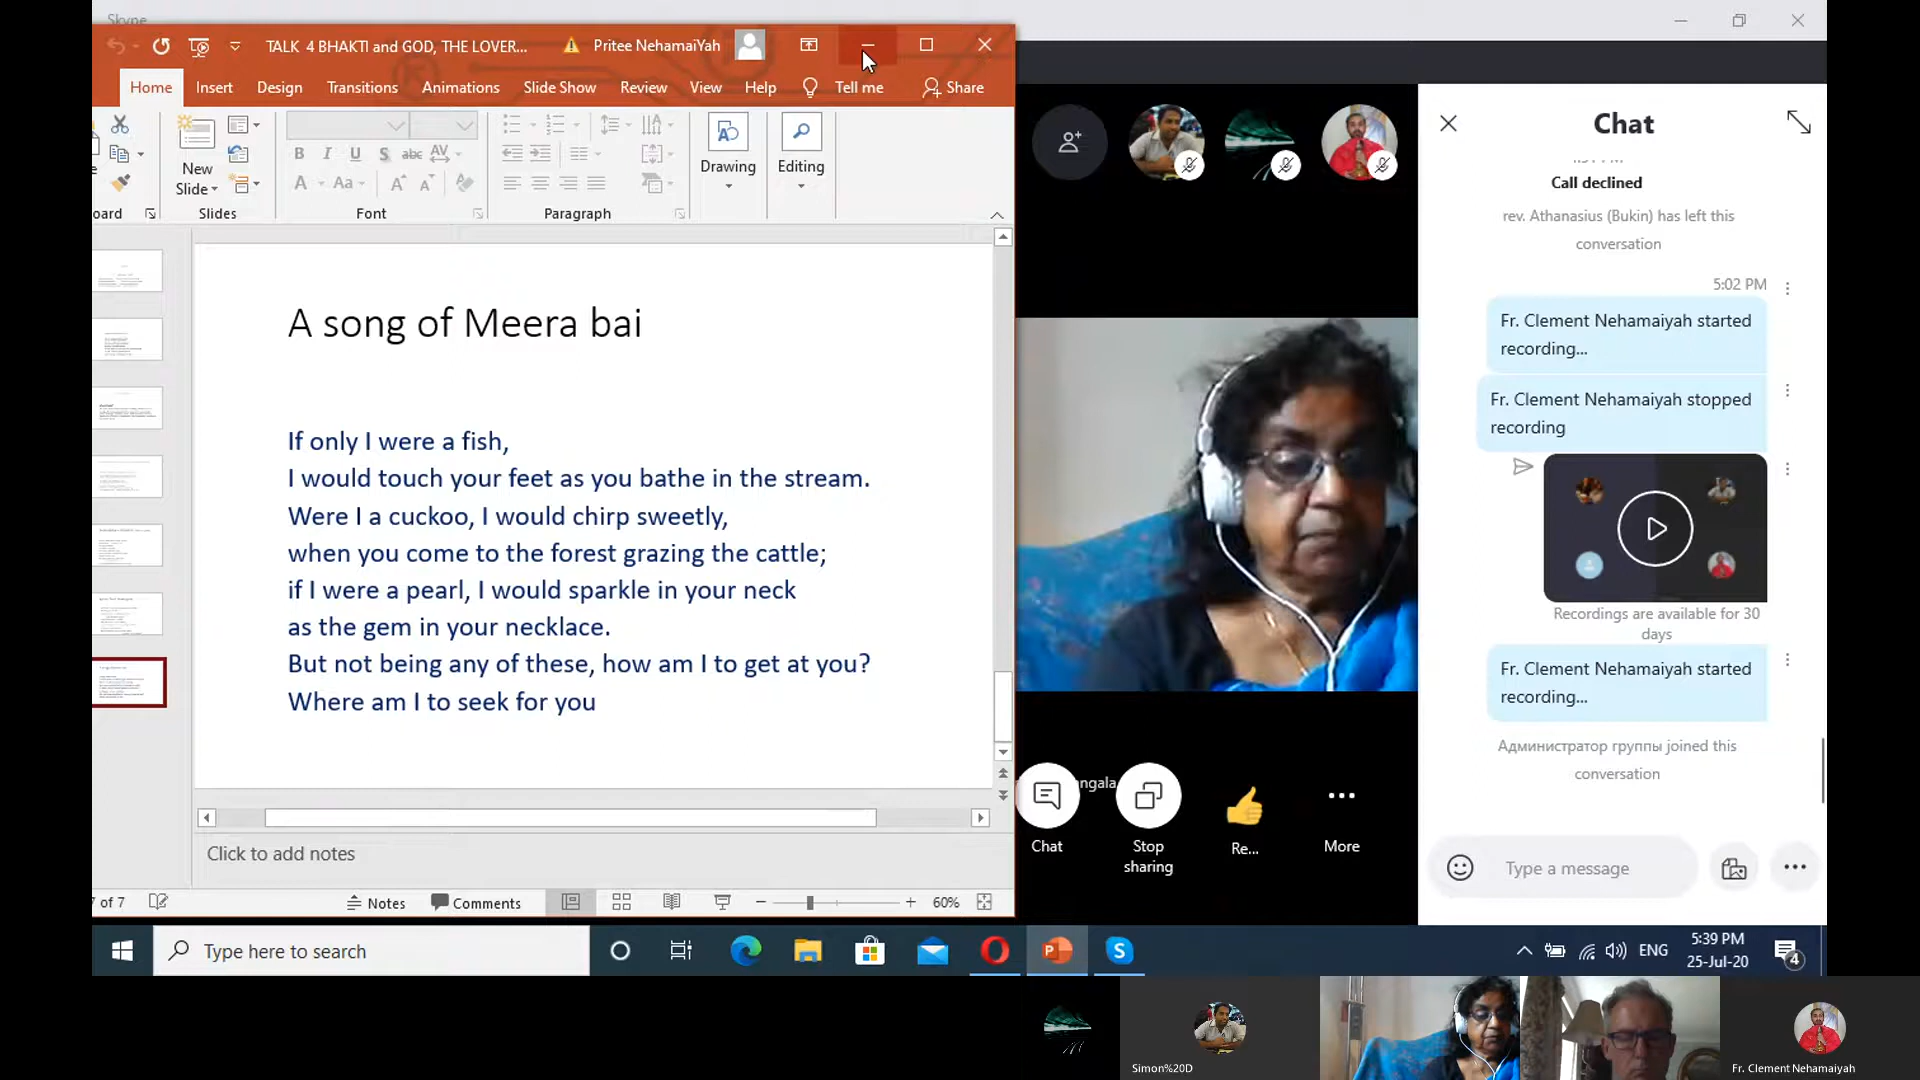 Skype
TALK 4 BHAKTI and GOD, THE LOVER...
Pritee NehamaiYah
Home
Insert
Design
Transitions
Animations
Slide Show
Review
View
Help
Tell me
Share
New
Slide
Slides
Font
Paragraph
Drawing
Editing
oard
A song of Meera bai
If only I were a fish,
I would touch your feet as you bathe in the stream.
Were I a cuckoo, I would chirp sweetly,
when you come to the forest grazing the cattle;
if I were a pearl, I would sparkle in your neck
as the gem in your necklace.
But not being any of these, how am I to get at you?
Where am I to seek for you
Click to add notes
7 of 7
Notes
Comments
60%
ngala
Chat
Stop
sharing
Re...
More
Chat
Call declined
rev. Athanasius (Bukin) has left this
conversation
5:02 PM
Fr. Clement Nehamaiyah started
recording...
Fr. Clement Nehamaiyah stopped
recording
Recordings are available for 30
days
Fr. Clement Nehamaiyah started
recording...
Администратор группы joined this
conversation
Type a message
Type here to search
ENG
5:39 PM
25-Jul-20
4
Simon%20D
Fr. Clement Nehamaiyah